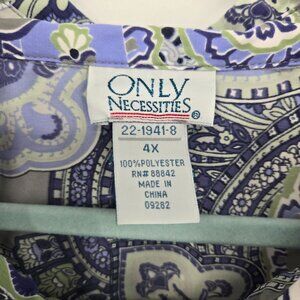 ONLY
NECESSITIES®
22-1941-8
4X
100%POLYESTER
RN# 88842
MADE IN
CHINA
09282